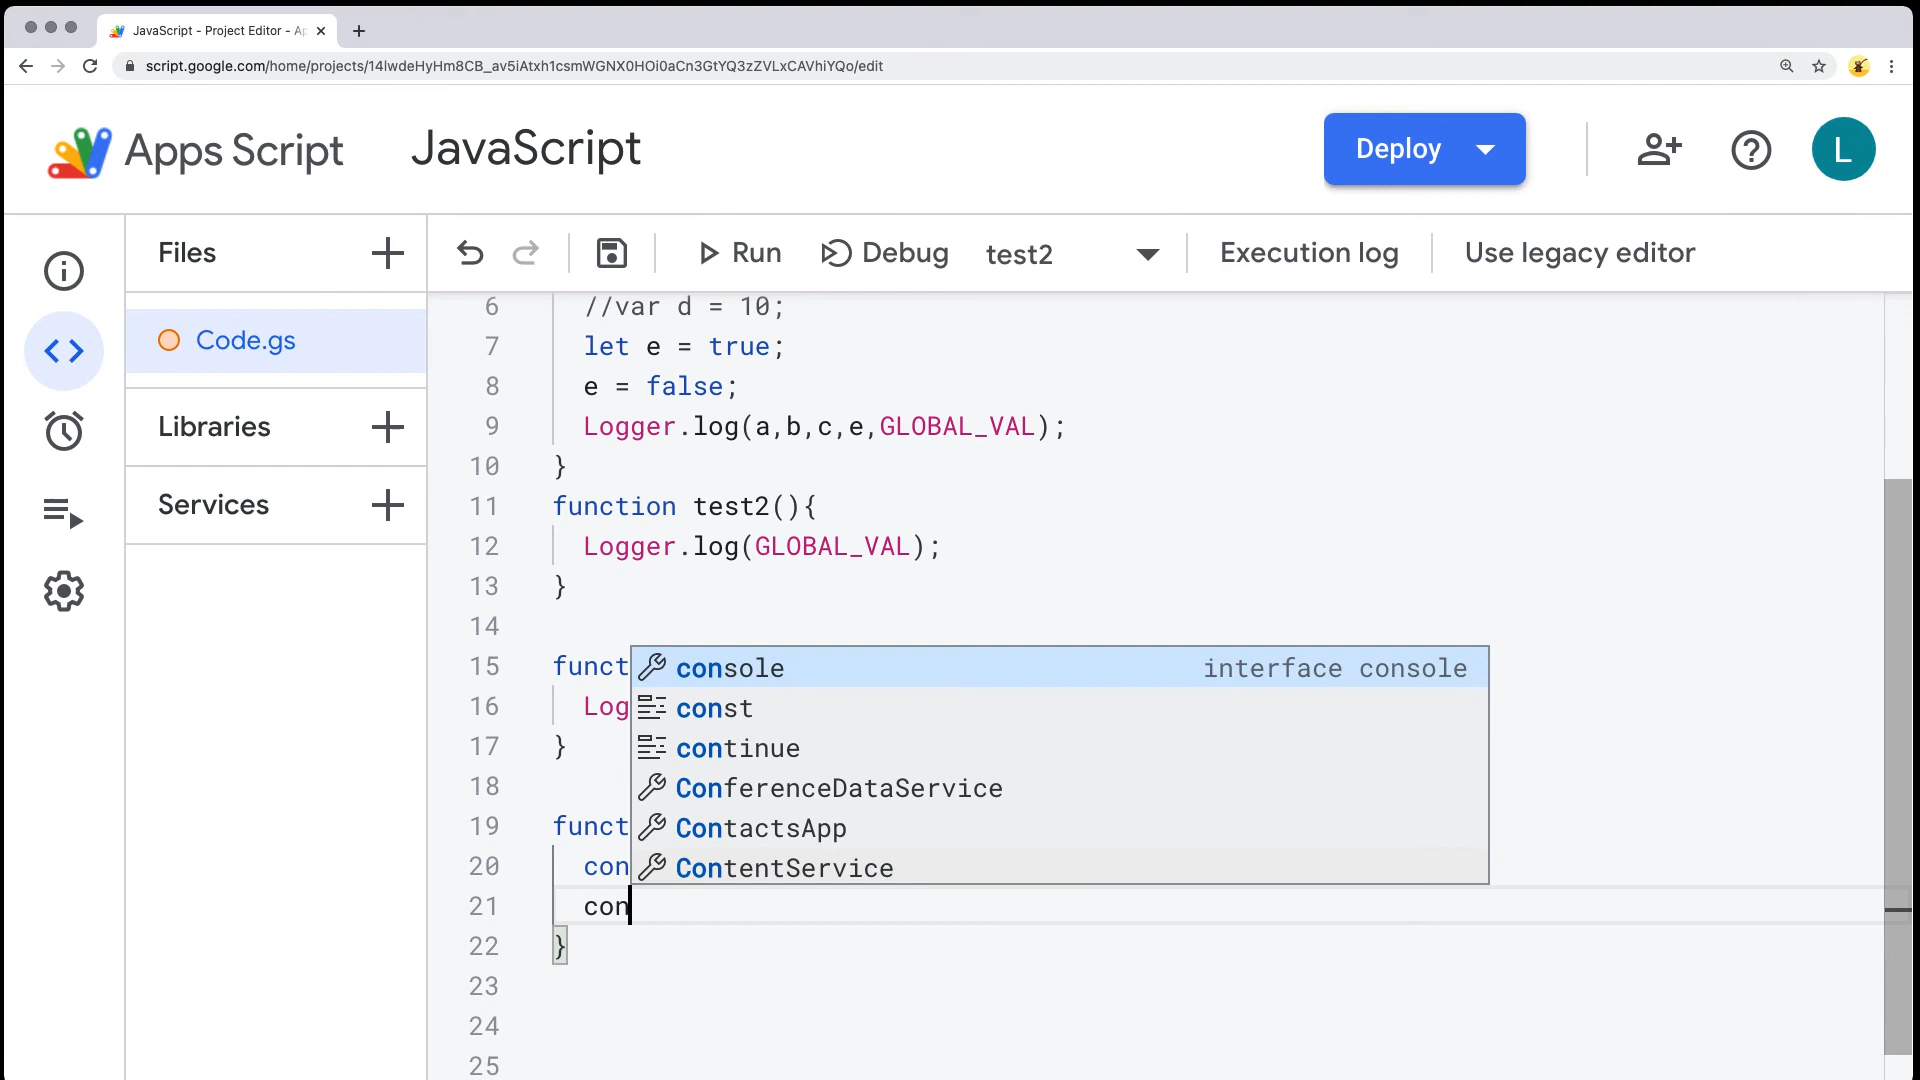 JavaScript - Project Editor - Ap
script.google.com/home/projects/14lwdeHyHm8CB_av5iAtxh1csmWGNX0HOi0aCn3GtYQ3zZVLxCAVhiYQo/edit
Apps Script JavaScript Deploy L
Files
Run Debug test2 Execution log Use legacy editor
Code.gs
Libraries
Services
6 //var d = 10;
7 let e = true;
8 e = false;
9 Logger.log(a,b,c,e,GLOBAL_VAL);
10 }
11 function test2(){
12 Logger.log(GLOBAL_VAL);
13 }
14
15 funct
16 Log
17 }
18
19 funct
20 con
21 con
22 }
23
24
25
console interface console
const
continue
ConferenceDataService
ContactsApp
ContentService